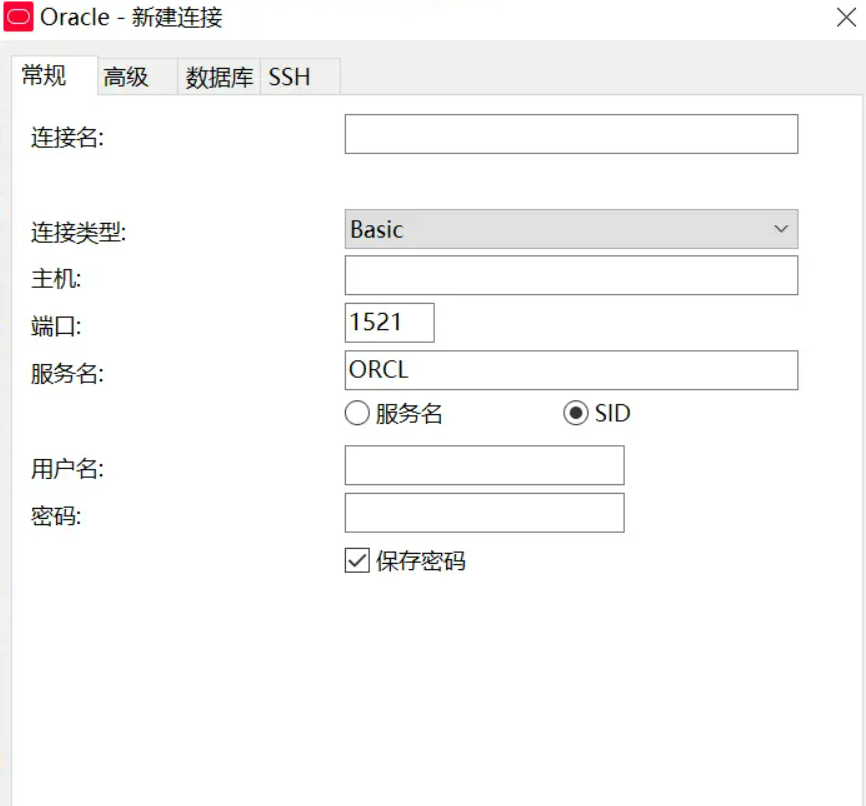 Oracle - 新建连接
常规 高级 数据库 SSH
连接名:
连接类型: Basic
主机:
端口: 1521
服务名: ORCL
服务名 SID
用户名:
密码:
保存密码